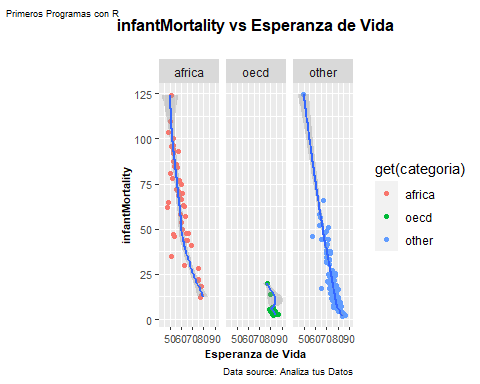 Primeros Programas con R
infantMortality vs Esperanza de Vida
africa oecd other
125
100
75
50
25
0
infantMortality
5060708090 5060708090 5060708090
Esperanza de Vida
get(categoria)
africa
oecd
other
Data source: Analiza tus Datos